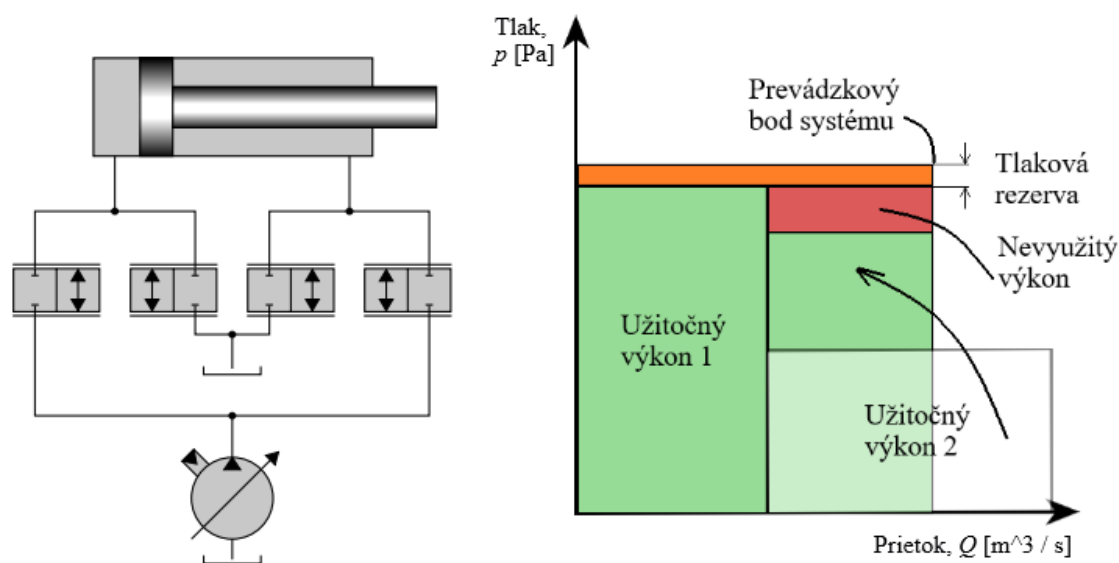 Tlak,
p [Pa]
Prevádzkový
bod systému
Tlaková
rezerva
Nevyužitý
výkon
Užitočný
výkon 1
Užitočný
výkon 2
Prietok, Q [m^3 / s]